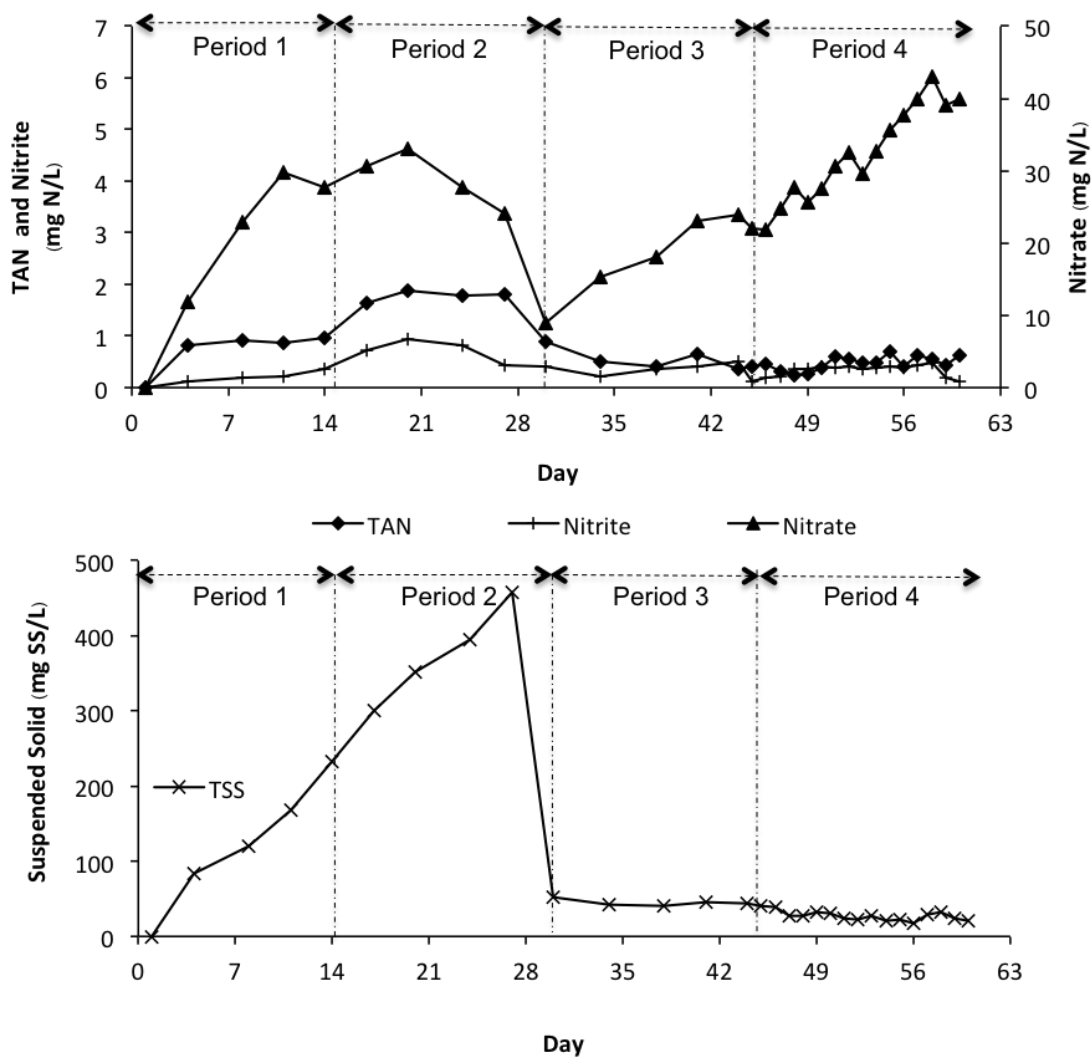 7
6
5
4
3
2
1
0
TAN and Nitrite
(mg N/L)
Period 1
Period 2
Period 3
Period 4
50
40
30
20
10
0
Nitrate (mg N/L)
0 7 14 21 28 35 42 49 56 63
Day
TAN Nitrite Nitrate
500
400
300
200
100
0
Suspended Solid (mg SS/L)
Period 1
Period 2
Period 3
Period 4
TSS
0 7 14 21 28 35 42 49 56 63
Day